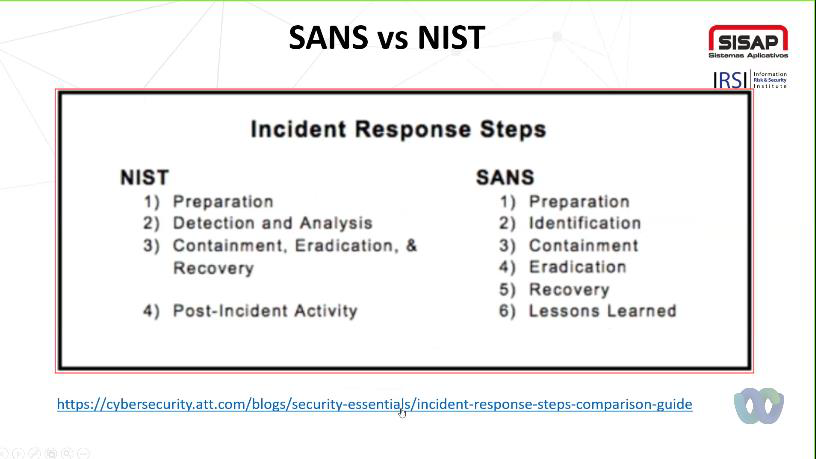 SANS vs NIST
SISAP
Sistemas Aplicativos
IRSI Information
Risk & Security
Institute
Incident Response Steps
NIST
1) Preparation
2) Detection and Analysis
3) Containment, Eradication, &
Recovery
4) Post-Incident Activity
SANS
1) Preparation
2) Identification
3) Containment
4) Eradication
5) Recovery
6) Lessons Learned
https://cybersecurity.att.com/blogs/security-essentials/incident-response-steps-comparison-guide